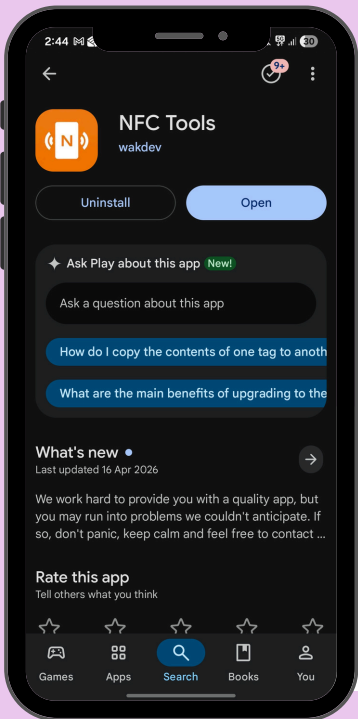 2:44
30
9+
N
NFC Tools
wakdev
Uninstall
Open
Ask Play about this app New!
Ask a question about this app
How do I copy the contents of one tag to anoth
What are the main benefits of upgrading to the
What's new
Last updated 16 Apr 2026
We work hard to provide you with a quality app, but
you may run into problems we couldn't anticipate. If
so, don't panic, keep calm and feel free to contact ...
Rate this app
Tell others what you think
Games
Apps
Search
Books
You